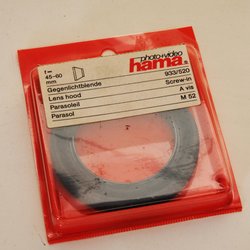 photo+video
hama®
f=
45-60
mm
933/520
Gegenlichtblende Screw-in
Lens hood A vis
Parasoleil M 52
Parasol